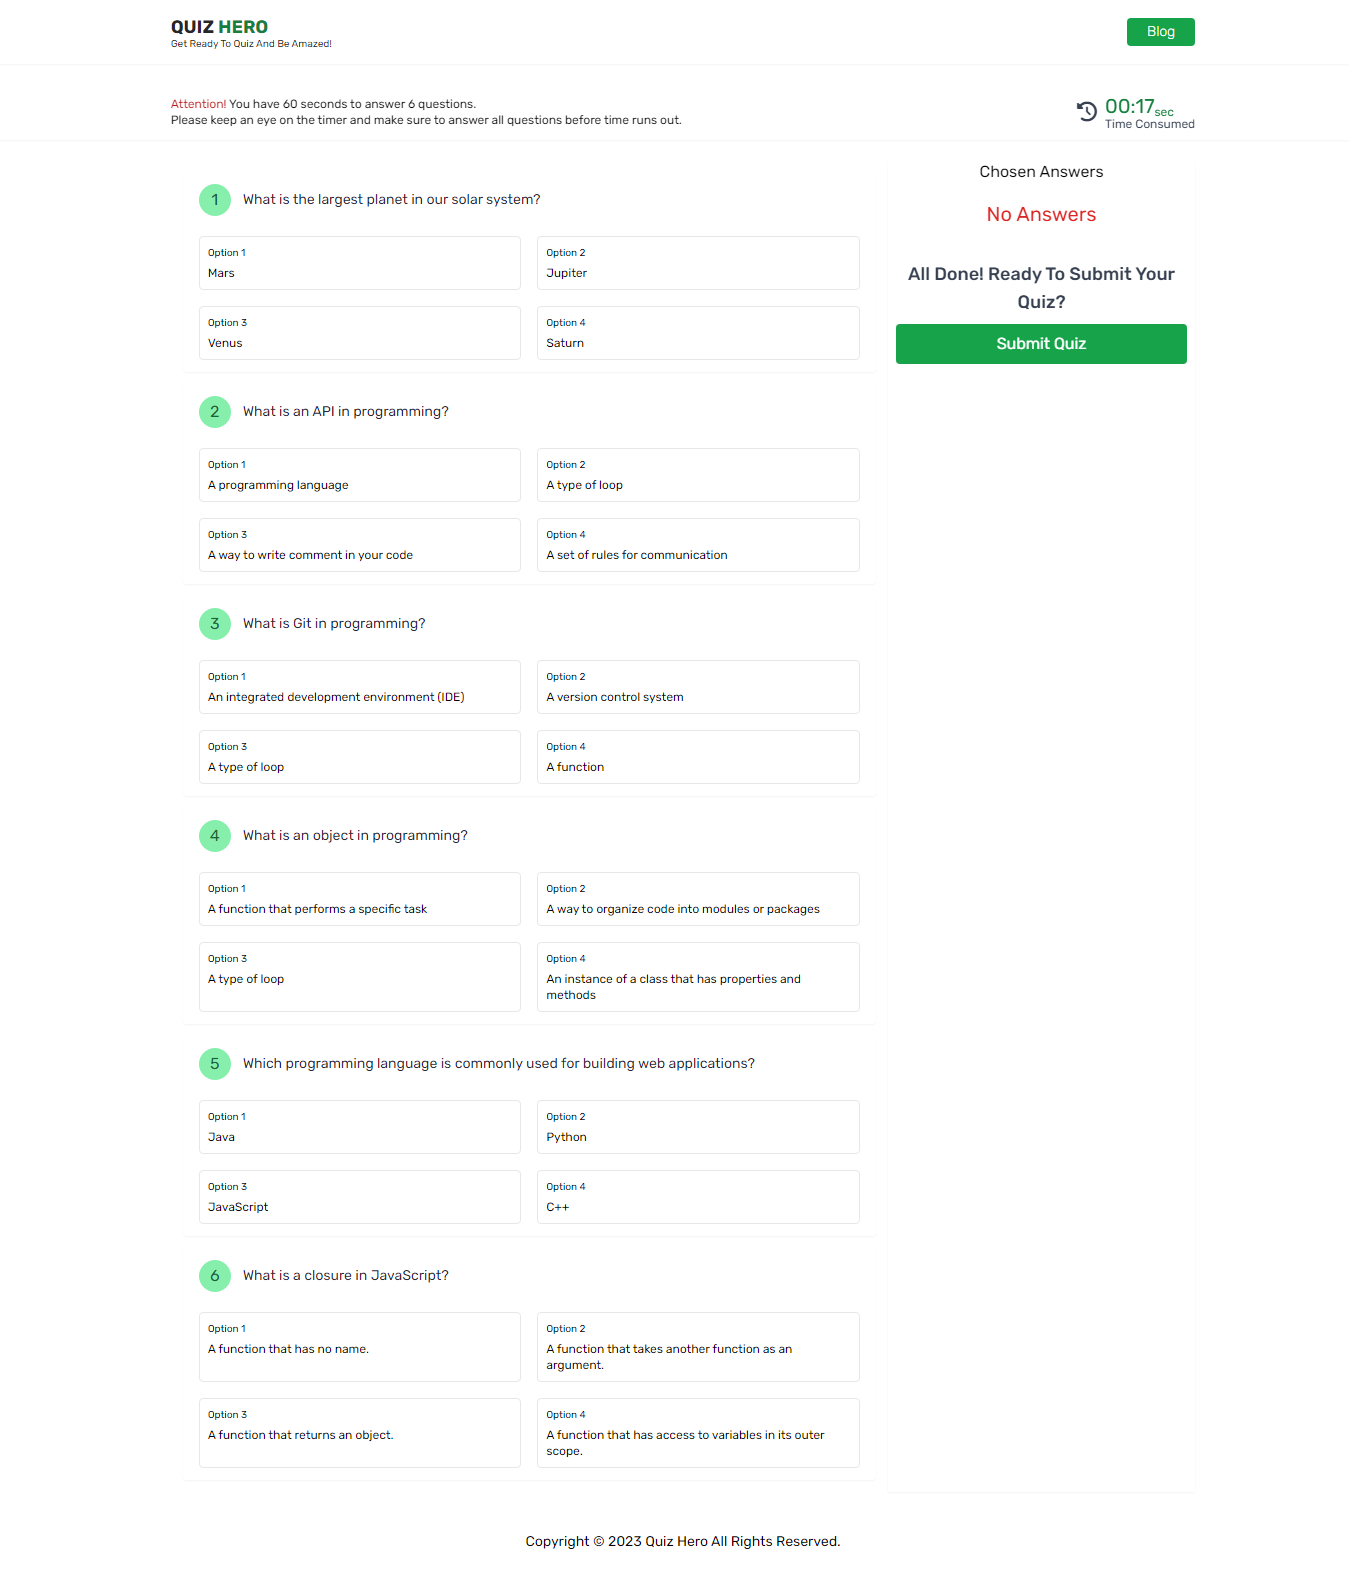 QUIZ HERO
Get Ready To Quiz And Be Amazed!
Blog
Attention! You have 60 seconds to answer 6 questions.
Please keep an eye on the timer and make sure to answer all questions before time runs out.
00:17sec
Time Consumed
1 What is the largest planet in our solar system?
Option 1
Mars
Option 2
Jupiter
Option 3
Venus
Option 4
Saturn
2 What is an API in programming?
Option 1
A programming language
Option 2
A type of loop
Option 3
A way to write comment in your code
Option 4
A set of rules for communication
3 What is Git in programming?
Option 1
An integrated development environment (IDE)
Option 2
A version control system
Option 3
A type of loop
Option 4
A function
4 What is an object in programming?
Option 1
A function that performs a specific task
Option 2
A way to organize code into modules or packages
Option 3
A type of loop
Option 4
An instance of a class that has properties and
methods
5 Which programming language is commonly used for building web applications?
Option 1
Java
Option 2
Python
Option 3
JavaScript
Option 4
C++
6 What is a closure in JavaScript?
Option 1
A function that has no name.
Option 2
A function that takes another function as an
argument.
Option 3
A function that returns an object.
Option 4
A function that has access to variables in its outer
scope.
Chosen Answers
No Answers
All Done! Ready To Submit Your
Quiz?
Submit Quiz
Copyright © 2023 Quiz Hero All Rights Reserved.